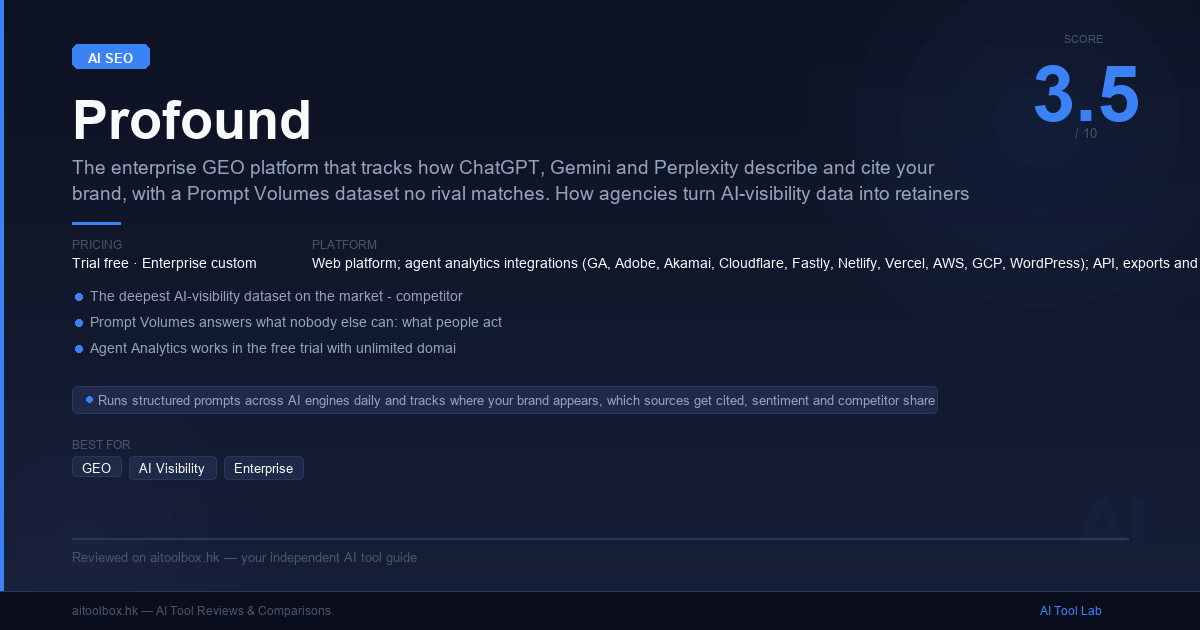 AI SEO
SCORE
3.5
/ 10
Profound
The enterprise GEO platform that tracks how ChatGPT, Gemini and Perplexity describe and cite your
brand, with a Prompt Volumes dataset no rival matches. How agencies turn AI-visibility data into retainers
PRICING
PLATFORM
Trial free · Enterprise custom
Web platform; agent analytics integrations (GA, Adobe, Akamai, Cloudflare, Fastly, Netlify, Vercel, AWS, GCP, WordPress); API, exports and
The deepest AI-visibility dataset on the market - competitor
Prompt Volumes answers what nobody else can: what people act
Agent Analytics works in the free trial with unlimited domai
Runs structured prompts across AI engines daily and tracks where your brand appears, which sources get cited, sentiment and competitor share
BEST FOR
GEO
AI Visibility
Enterprise
AI
Reviewed on aitoolbox.hk — your independent AI tool guide
aitoolbox.hk — AI Tool Reviews & Comparisons
AI Tool Lab